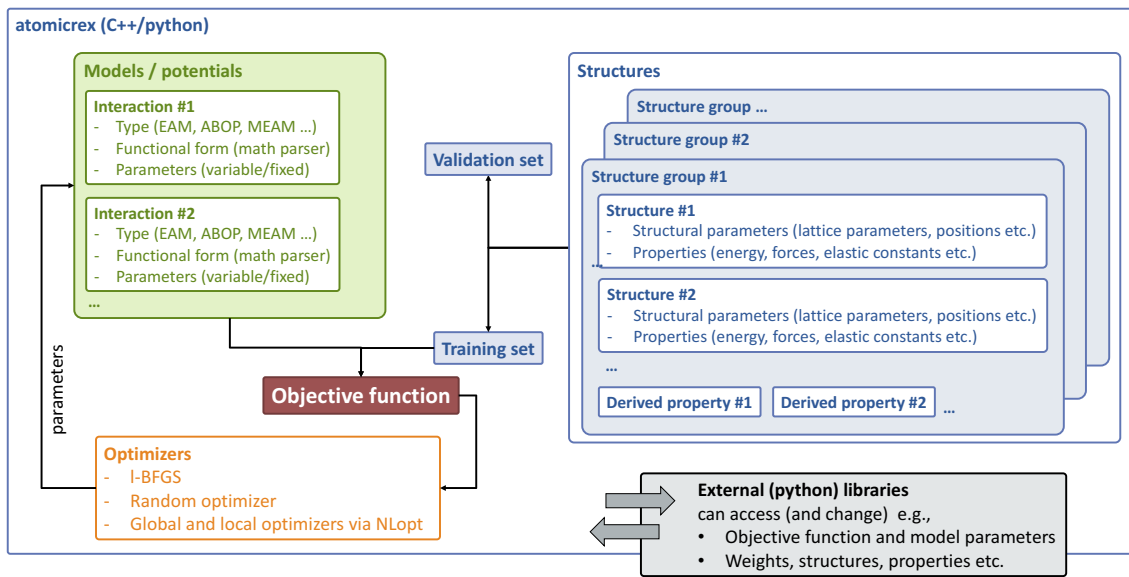 atomicrex (C++/python)
Models / potentials
Interaction #1
- Type (EAM, ABOP, MEAM ...)
- Functional form (math parser)
- Parameters (variable/fixed)
Interaction #2
- Type (EAM, ABOP, MEAM ...)
- Functional form (math parser)
- Parameters (variable/fixed)
...
Validation set
Training set
Objective function
parameters
Optimizers
- l-BFGS
- Random optimizer
- Global and local optimizers via NLopt
Structures
Structure group ...
Structure group #2
Structure group #1
Structure #1
- Structural parameters (lattice parameters, positions etc.)
- Properties (energy, forces, elastic constants etc.)
...
Structure #2
- Structural parameters (lattice parameters, positions etc.)
- Properties (energy, forces, elastic constants etc.)
...
Derived property #1
Derived property #2
...
External (python) libraries
can access (and change) e.g.,
• Objective function and model parameters
• Weights, structures, properties etc.